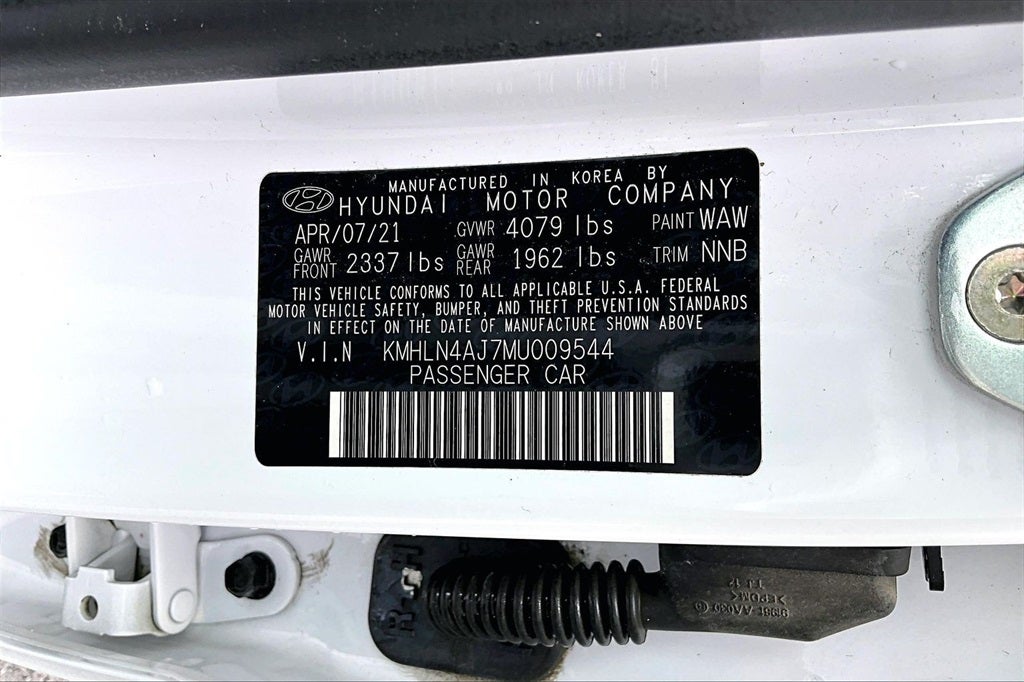 MANUFACTURED IN KOREA BY
HYUNDAI MOTOR COMPANY
APR/07/21 GVWR 4079 lbs PAINT WAW
GAWR FRONT 2337 lbs GAWR REAR 1962 lbs TRIM NNB
THIS VEHICLE CONFORMS TO ALL APPLICABLE U.S.A. FEDERAL
MOTOR VEHICLE SAFETY, BUMPER, AND THEFT PREVENTION STANDARDS
IN EFFECT ON THE DATE OF MANUFACTURE SHOWN ABOVE
V.I.N KMHLN4AJ7MU009544
PASSENGER CAR